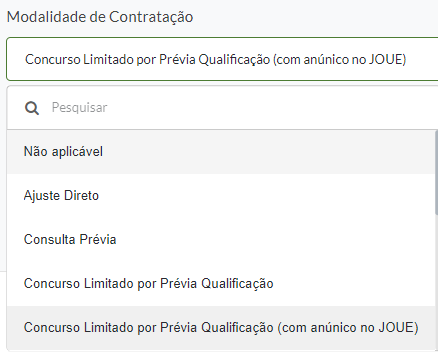 Modalidade de Contratação
Concurso Limitado por Prévia Qualificação (com anúnico no JOUE)
Pesquisar
Não aplicável
Ajuste Direto
Consulta Prévia
Concurso Limitado por Prévia Qualificação
Concurso Limitado por Prévia Qualificação (com anúnico no JOUE)